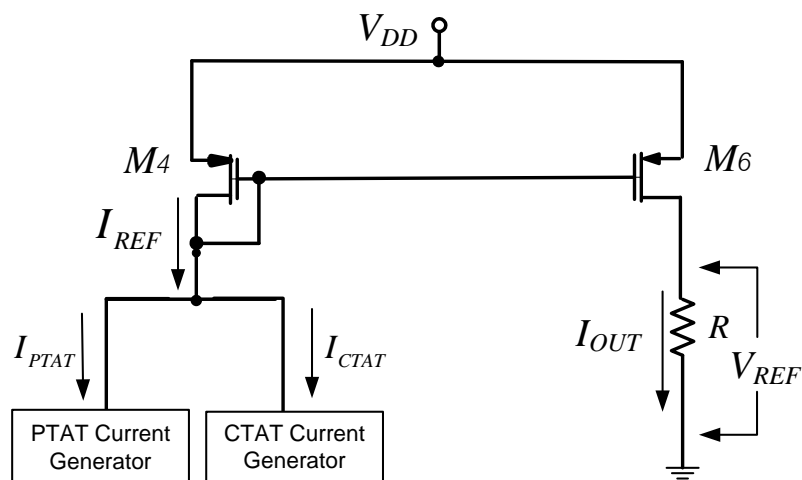 V_DD
M4
M6
I_REF
I_PTAT
I_CTAT
I_OUT
R
V_REF
PTAT Current
Generator
CTAT Current
Generator